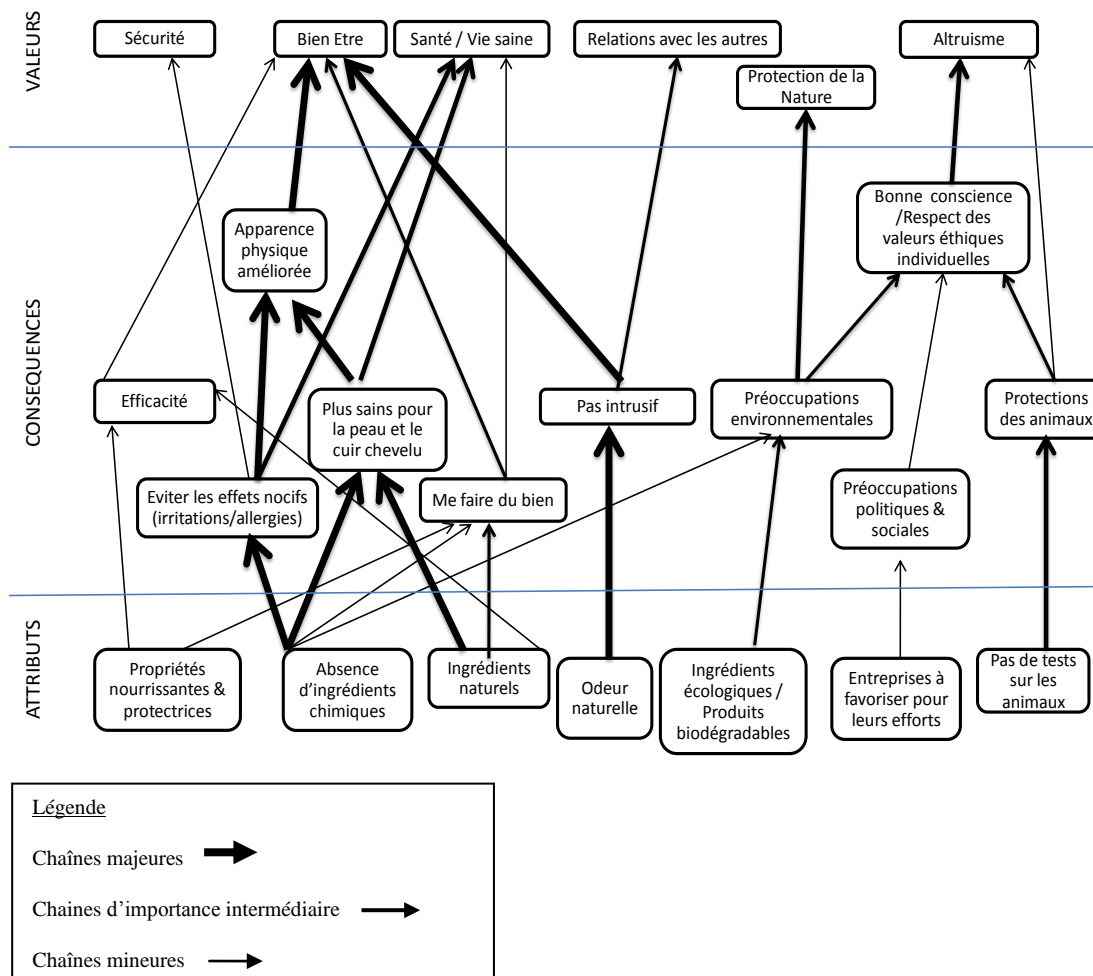 VALEURS
Sécurité
Bien Etre
Santé / Vie saine
Relations avec les autres
Altruisme
Protection de la
Nature
CONSEQUENCES
Bonne conscience
/Respect des
valeurs éthiques
individuelles
Apparence
physique
améliorée
Efficacité
Plus sains pour
la peau et le
cuir chevelu
Pas intrusif
Préoccupations
environnementales
Protections
des animaux
Eviter les effets nocifs
(irritations/allergies)
Me faire du bien
Préoccupations
politiques &
sociales
ATTRIBUTS
Propriétés
nourrissantes &
protectrices
Absence
d'ingrédients
chimiques
Ingrédients
naturels
Odeur
naturelle
Ingrédients
écologiques /
Produits
biodégradables
Entreprises à
favoriser pour
leurs efforts
Pas de tests
sur les
animaux
Légende
Chaînes majeures
Chaines d'importance intermédiaire
Chaînes mineures